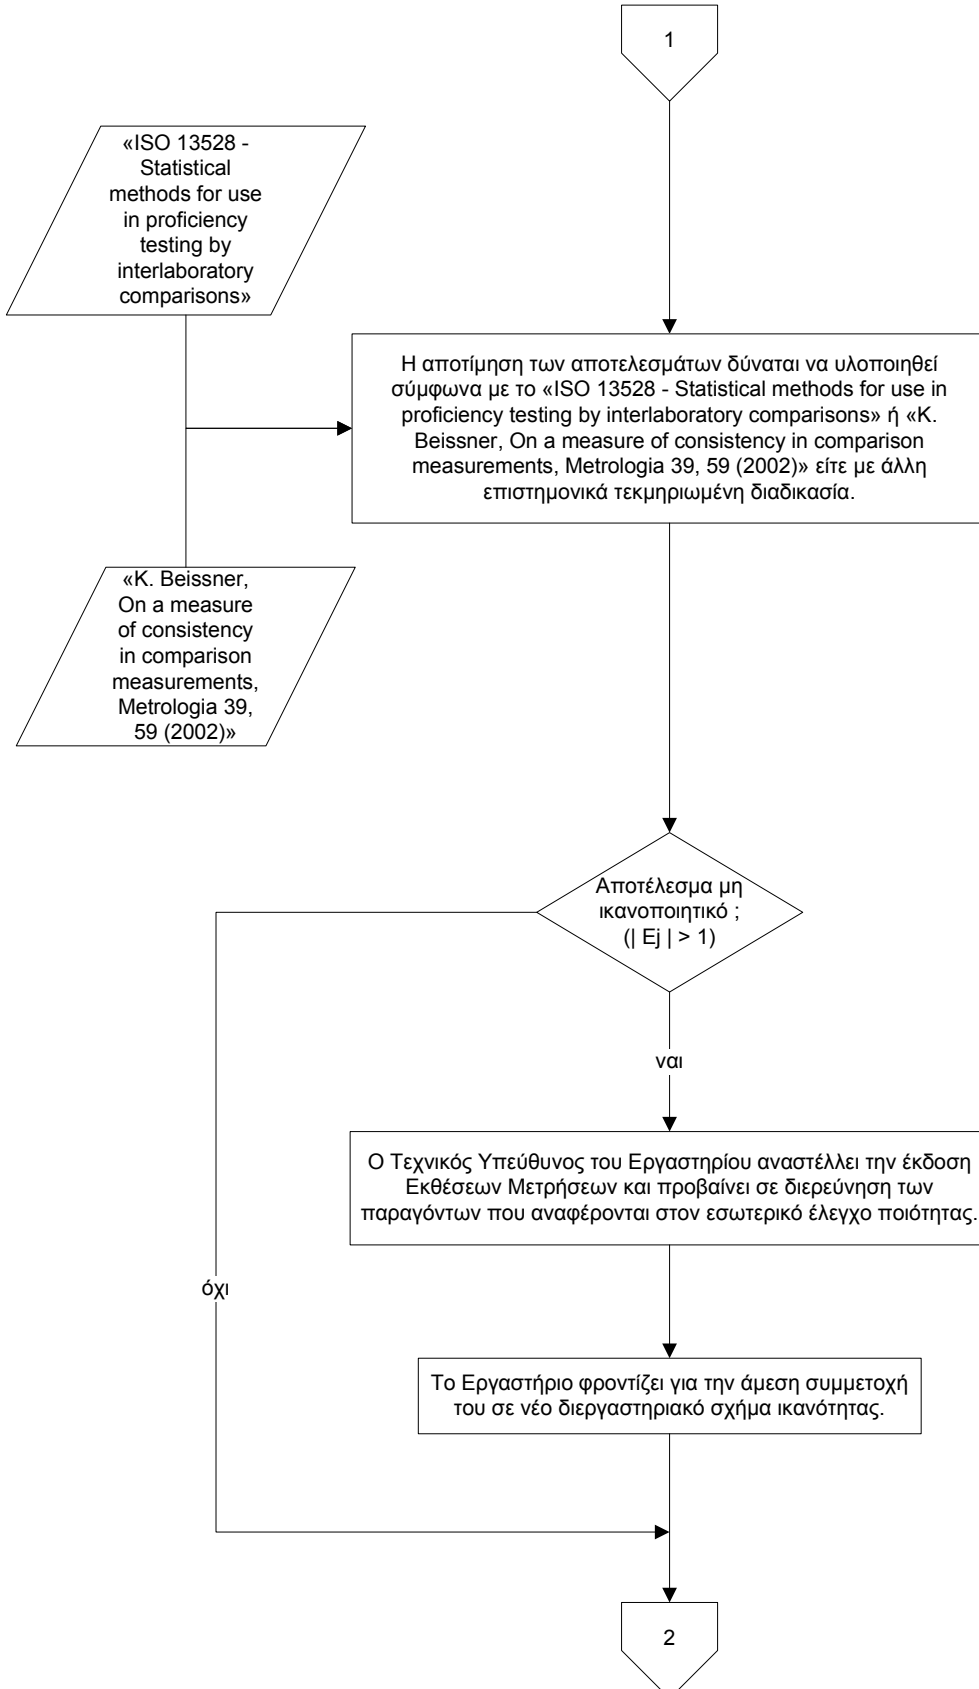 1
«ISO 13528 -
Statistical
methods for use
in proficiency
testing by
interlaboratory
comparisons»
Η αποτίμηση των αποτελεσμάτων δύναται να υλοποιηθεί
σύμφωνα με το «ISO 13528 - Statistical methods for use in
proficiency testing by interlaboratory comparisons» ή «K.
Beissner, On a measure of consistency in comparison
measurements, Metrologia 39, 59 (2002)» είτε με άλλη
επιστημονικά τεκμηριωμένη διαδικασία.
«K. Beissner,
On a measure
of consistency
in comparison
measurements,
Metrologia 39,
59 (2002)»
Αποτέλεσμα μη
ικανοποιητικό ;
(| Ej | > 1)
ναι
Ο Τεχνικός Υπεύθυνος του Εργαστηρίου αναστέλλει την έκδοση
Εκθέσεων Μετρήσεων και προβαίνει σε διερεύνηση των
παραγόντων που αναφέρονται στον εσωτερικό έλεγχο ποιότητας.
όχι
Το Εργαστήριο φροντίζει για την άμεση συμμετοχή
του σε νέο διεργαστηριακό σχήμα ικανότητας.
2